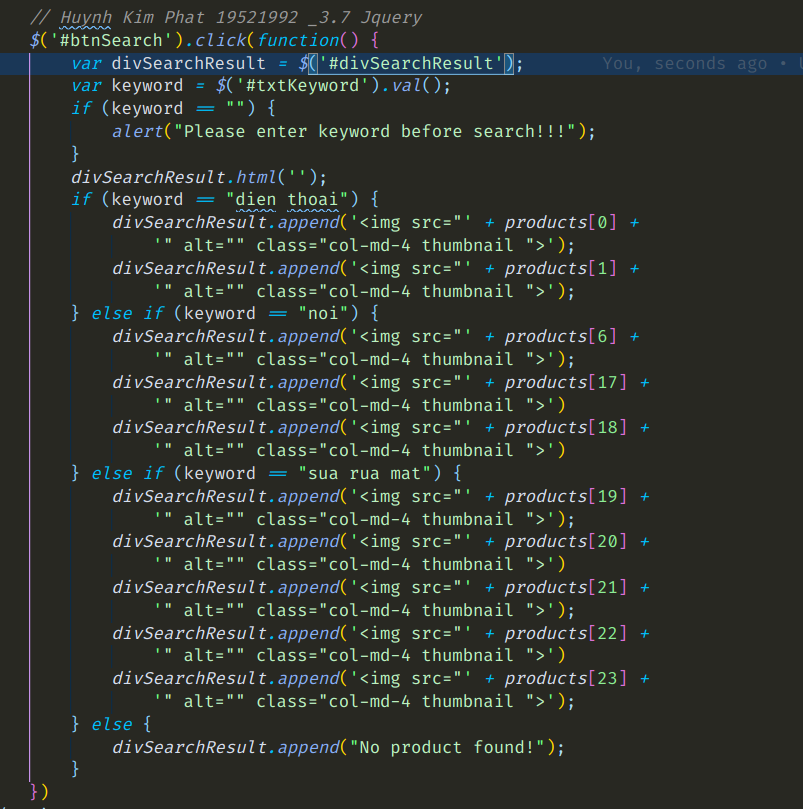 // Huynh Kim Phat 19521992 _3.7 Jquery
$('#btnSearch').click(function() {
    var divSearchResult = $('#divSearchResult');        You, seconds ago •
    var keyword = $('#txtKeyword').val();
    if (keyword == "") {
        alert("Please enter keyword before search!!!");
    }
    divSearchResult.html('');
    if (keyword == "dien thoai") {
        divSearchResult.append('<img src="' + products[0] +
            '" alt="" class="col-md-4 thumbnail ">');
        divSearchResult.append('<img src="' + products[1] +
            '" alt="" class="col-md-4 thumbnail ">');
    } else if (keyword == "noi") {
        divSearchResult.append('<img src="' + products[6] +
            '" alt="" class="col-md-4 thumbnail ">');
        divSearchResult.append('<img src="' + products[17] +
            '" alt="" class="col-md-4 thumbnail ">')
        divSearchResult.append('<img src="' + products[18] +
            '" alt="" class="col-md-4 thumbnail ">')
    } else if (keyword == "sua rua mat") {
        divSearchResult.append('<img src="' + products[19] +
            '" alt="" class="col-md-4 thumbnail ">');
        divSearchResult.append('<img src="' + products[20] +
            '" alt="" class="col-md-4 thumbnail ">')
        divSearchResult.append('<img src="' + products[21] +
            '" alt="" class="col-md-4 thumbnail ">');
        divSearchResult.append('<img src="' + products[22] +
            '" alt="" class="col-md-4 thumbnail ">')
        divSearchResult.append('<img src="' + products[23] +
            '" alt="" class="col-md-4 thumbnail ">');
    } else {
        divSearchResult.append("No product found!");
    }
})